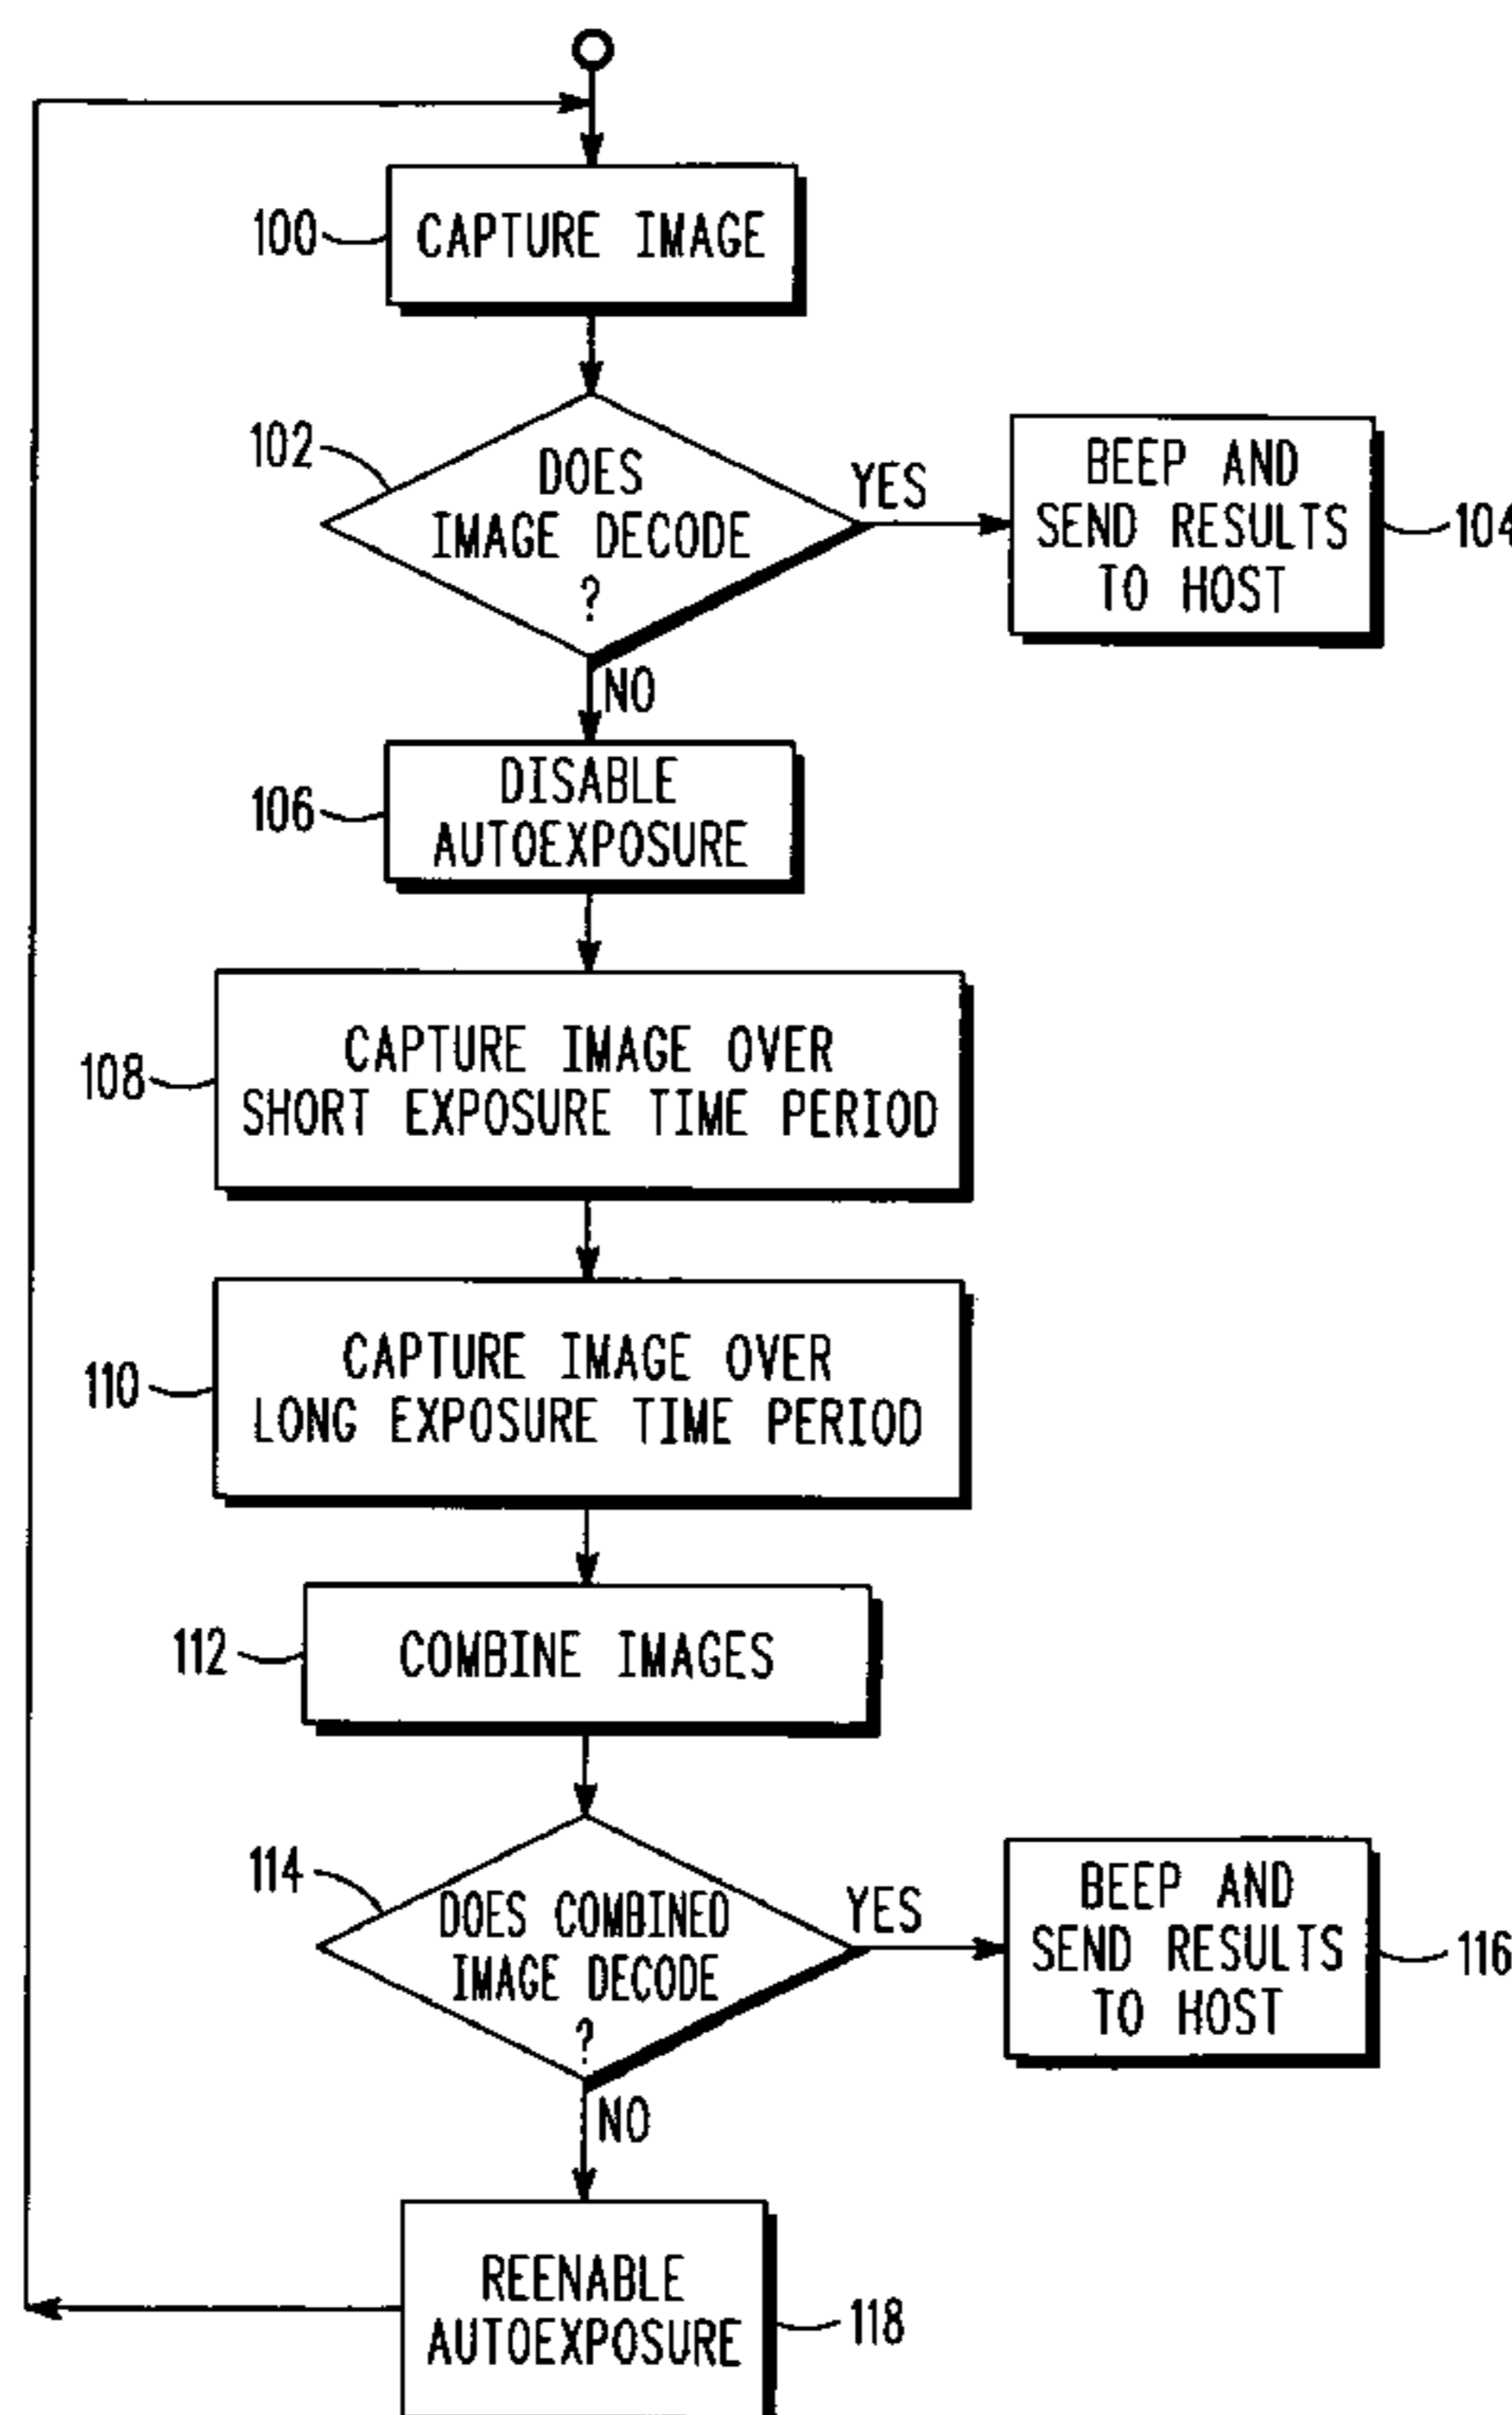 100
CAPTURE IMAGE
102
DOES
IMAGE DECODE
?
YES
BEEP AND
SEND RESULTS
TO HOST
104
NO
106
DISABLE
AUTOEXPOSURE
108
CAPTURE IMAGE OVER
SHORT EXPOSURE TIME PERIOD
110
CAPTURE IMAGE OVER
LONG EXPOSURE TIME PERIOD
112
COMBINE IMAGES
114
DOES COMBINED
IMAGE DECODE
?
YES
BEEP AND
SEND RESULTS
TO HOST
116
NO
REENABLE
AUTOEXPOSURE
118